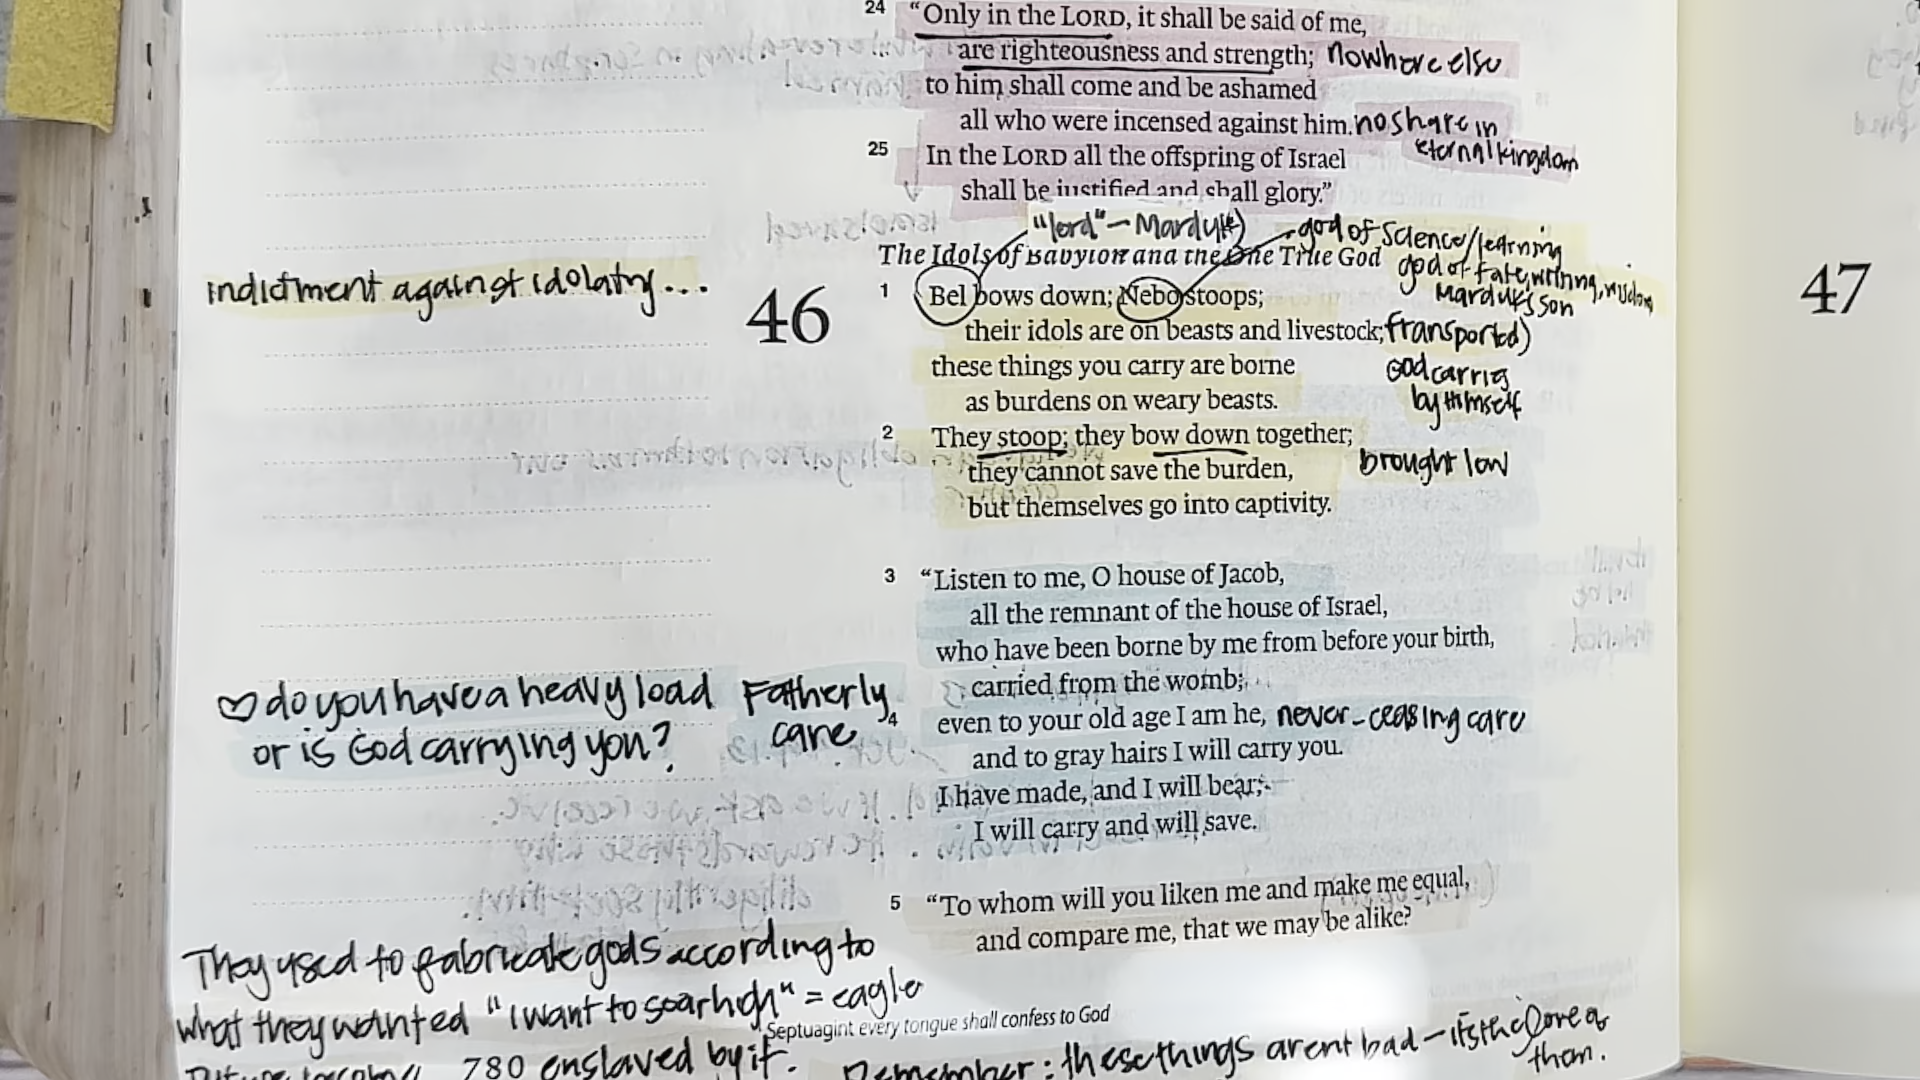 24 “Only in the LORD, it shall be said of me,
are righteousness and strength; nowhere else
to him shall come and be ashamed
all who were incensed against him. no share in
eternal kingdom
25 In the LORD all the offspring of Israel
shall be justified and shall glory.”
"lord" - Marduk) god of science/learning
The Idols of Babylon and the One True God
god of fate, writing, wisdom
Marduk's son
indictment against idolatry...
46
1 Bel bows down; Nebo stoops;
their idols are on beasts and livestock; transported)
these things you carry are borne
God carries
as burdens on weary beasts.
by Himself
2 They stoop; they bow down together;
they cannot save the burden, brought low
but themselves go into captivity.
3 “Listen to me, O house of Jacob,
all the remnant of the house of Israel,
who have been borne by me from before your birth,
carried from the womb;
♡ do you have a heavy load
or is God carrying you?
Fatherly
care
4 even to your old age I am he, never-ceasing care
and to gray hairs I will carry you.
I have made, and I will bear;
I will carry and will save.
5 “To whom will you liken me and make me equal,
and compare me, that we may be alike?
They used to fabricate gods according to
what they wanted "I want to soar high" = eagle
Septuagint every tongue shall confess to God
780 enslaved by it.
Remember: these things aren't bad - it's the love of
them.
47